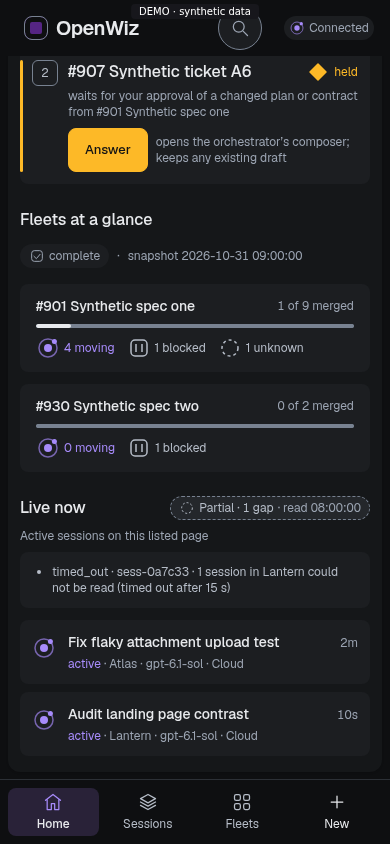 DEMO · synthetic data
OpenWiz
Connected
2
#907 Synthetic ticket A6
held
waits for your approval of a changed plan or contract
from #901 Synthetic spec one
Answer
opens the orchestrator's composer;
keeps any existing draft
Fleets at a glance
complete · snapshot 2026-10-31 09:00:00
#901 Synthetic spec one
1 of 9 merged
4 moving
1 blocked
1 unknown
#930 Synthetic spec two
0 of 2 merged
0 moving
1 blocked
Live now
Partial · 1 gap · read 08:00:00
Active sessions on this listed page
• timed_out · sess-0a7c33 · 1 session in Lantern could
not be read (timed out after 15 s)
Fix flaky attachment upload test
2m
active · Atlas · gpt-6.1-sol · Cloud
Audit landing page contrast
10s
active · Lantern · gpt-6.1-sol · Cloud
Home
Sessions
Fleets
New